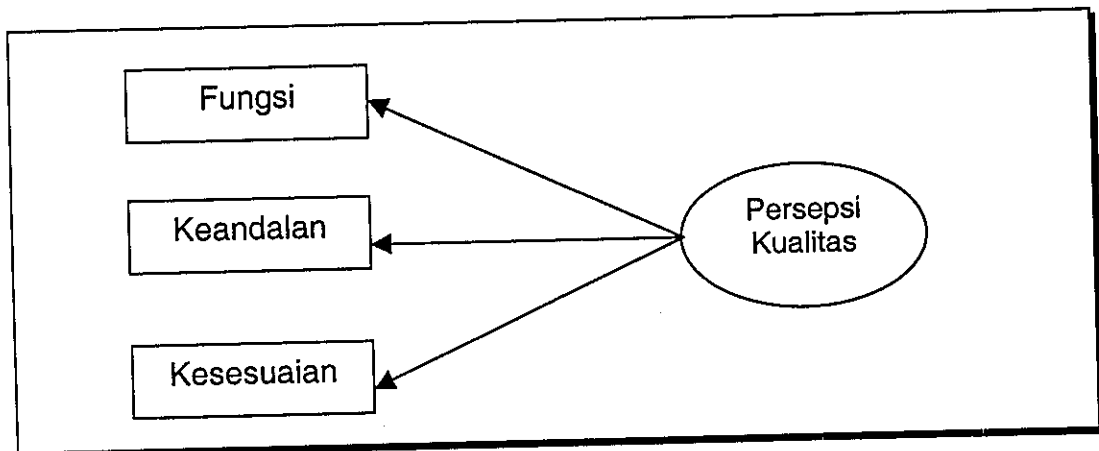 Fungsi
Keandalan
Kesesuaian
Persepsi
Kualitas